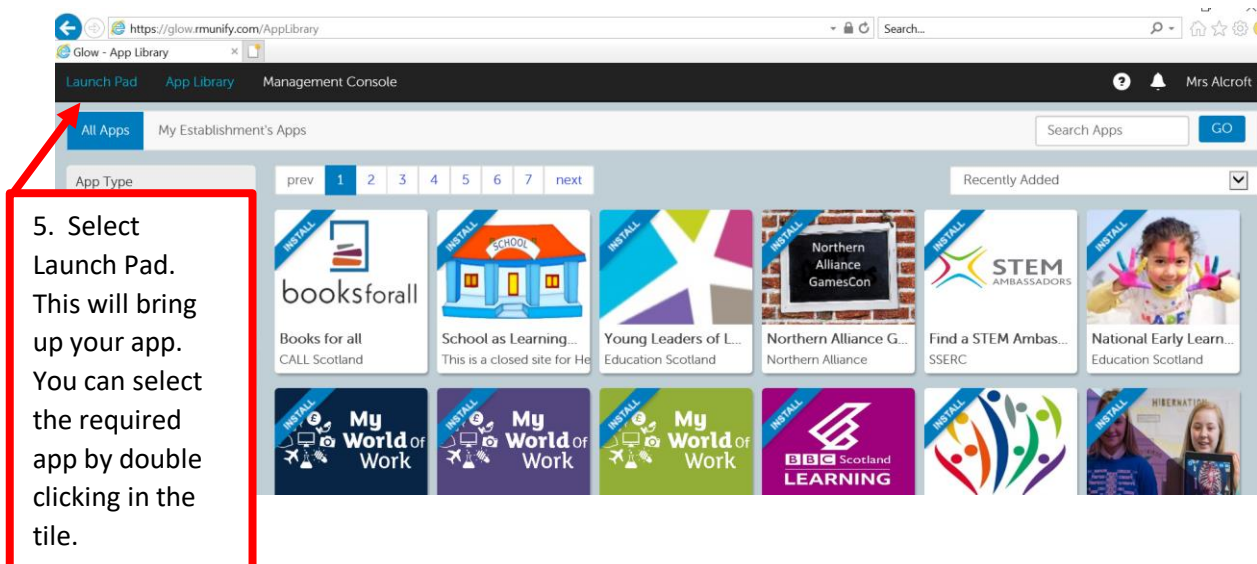 https://glow.rmunify.com/AppLibrary
Search...
Glow - App Library
Launch Pad App Library Management Console
? Mrs Alcroft
All Apps My Establishment's Apps
Search Apps GO
App Type
prev 1 2 3 4 5 6 7 next
Recently Added
5. Select
Launch Pad.
This will bring
up your app.
You can select
the required
app by double
clicking in the
tile.
INSTALL
booksforall
Books for all
CALL Scotland
INSTALL
SCHOOL
School as Learning...
This is a closed site for He
INSTALL
Young Leaders of L...
Education Scotland
INSTALL
Northern
Alliance
GamesCon
Northern Alliance G...
Northern Alliance
INSTALL
STEM
AMBASSADORS
Find a STEM Ambas...
SSERC
INSTALL
National Early Learn...
Education Scotland
INSTALL
My
World of
Work
INSTALL
My
World of
Work
INSTALL
My
World of
Work
INSTALL
BBC Scotland
LEARNING
INSTALL
INSTALL
HIBERNATION